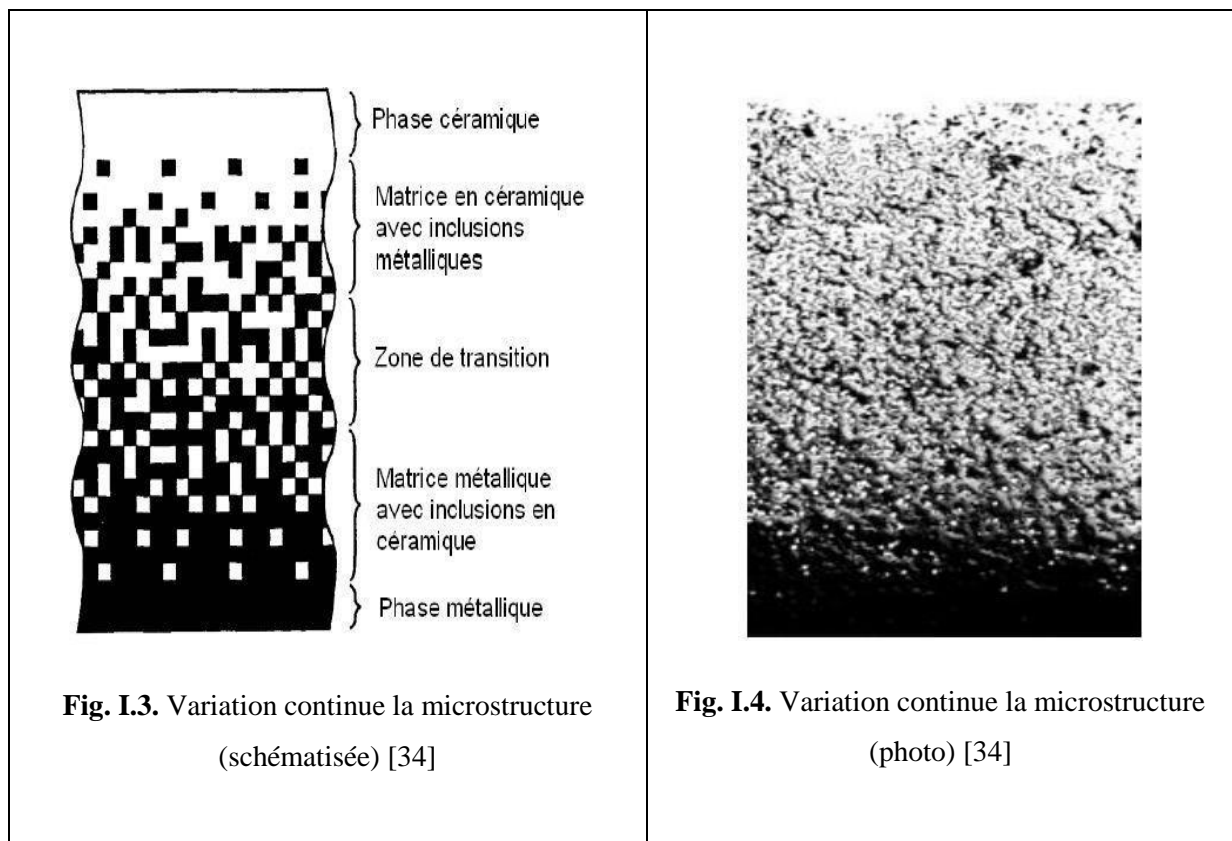 Phase céramique
Matrice en céramique
avec inclusions
métalliques
Zone de transition
Matrice métallique
avec inclusions en
céramique
Phase métallique
Fig. I.3. Variation continue la microstructure
(schématisée) [34]
Fig. I.4. Variation continue la microstructure
(photo) [34]